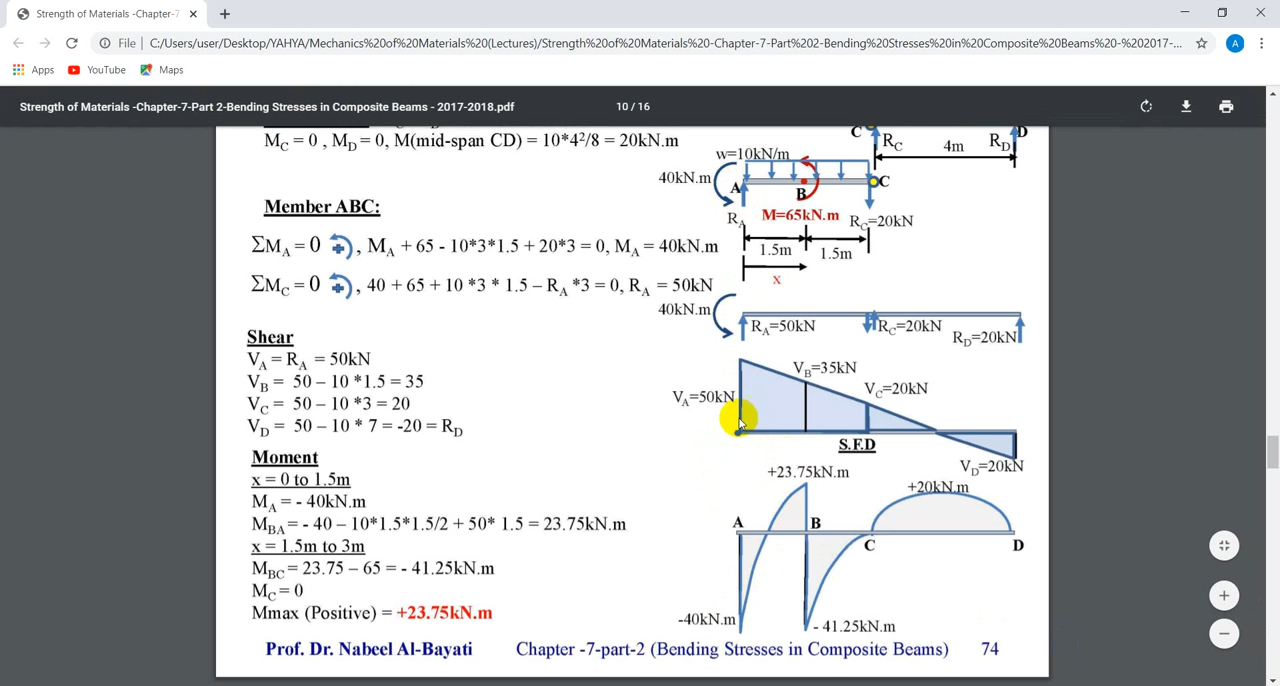 Strength of Materials -Chapter-7-
File | C:/Users/user/Desktop/YAHYA/Mechanics%20of%20Materials%20(Lectures)/Strength%20of%20Materials%20-Chapter-7-Part%202-Bending%20Stresses%20in%20Composite%20Beams%20-%202017-...
A
Apps YouTube Maps
Strength of Materials -Chapter-7-Part 2-Bending Stresses in Composite Beams - 2017-2018.pdf 10 / 16
M_C = 0 , M_D = 0, M(mid-span CD) = 10*4²/8 = 20kN.m
C R_C 4m R_D D
w=10kN/m
40kN.m A B C
R_A M=65kN.m R_C=20kN
1.5m 1.5m
x
Member ABC:
ΣM_A = 0 + , M_A + 65 - 10*3*1.5 + 20*3 = 0, M_A = 40kN.m
ΣM_C = 0 + , 40 + 65 + 10 *3 * 1.5 – R_A *3 = 0, R_A = 50kN
40kN.m
R_A=50kN R_C=20kN R_D=20kN
Shear
V_A = R_A = 50kN
V_B = 50 – 10 *1.5 = 35
V_C = 50 – 10 *3 = 20
V_D = 50 – 10 * 7 = -20 = R_D
V_B=35kN
V_A=50kN V_C=20kN
S.F.D
V_D=20kN
Moment
x = 0 to 1.5m
M_A = - 40kN.m
M_BA = - 40 – 10*1.5*1.5/2 + 50* 1.5 = 23.75kN.m
x = 1.5m to 3m
M_BC = 23.75 – 65 = - 41.25kN.m
M_C = 0
Mmax (Positive) = +23.75kN.m
+23.75kN.m +20kN.m
A B C D
-40kN.m - 41.25kN.m
Prof. Dr. Nabeel Al-Bayati Chapter -7-part-2 (Bending Stresses in Composite Beams) 74